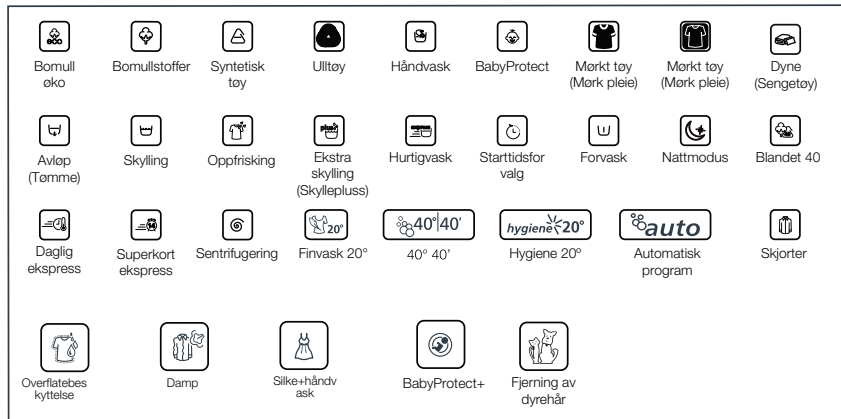 eco
Bomull
øko
Bomullstoffer
Syntetisk
tøy
Ulltøy
Håndvask
BabyProtect
Mørkt tøy
(Mørk pleie)
Mørkt tøy
(Mørk pleie)
Dyne
(Sengetøy)
Avløp
(Tømme)
Skylling
Oppfrisking
Ekstra
skylling
(Skyllepluss)
Hurtigvask
Starttidsfor
valg
Forvask
Nattmodus
Blandet 40
14
Daglig
ekspress
Superkort
ekspress
Sentrifugering
20°
Finvask 20°
40°|40'
40° 40'
hygiene 20°
Hygiene 20º
auto
Automatisk
program
Skjorter
Overflatebes
kyttelse
Damp
Silke+håndv
ask
BabyProtect+
Fjerning av
dyrehår